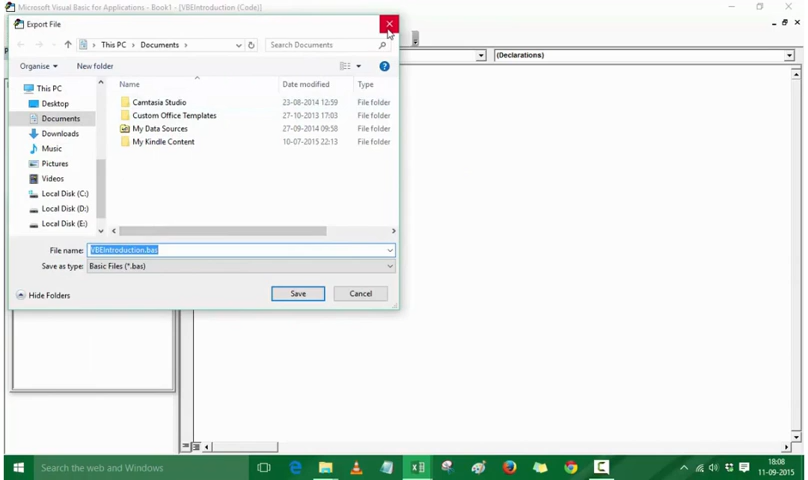 Microsoft Visual Basic for Applications - Book1 - [VBEIntroduction (Code)]
Export File
This PC
Documents
Search Documents
(Declarations)
Organise
New folder
Name
Date modified
Type
This PC
Desktop
Documents
Downloads
Music
Pictures
Videos
Local Disk (C:)
Local Disk (D:)
Local Disk (E:)
Camtasia Studio 23-08-2014 12:59 File folder
Custom Office Templates 27-10-2013 17:03 File folder
My Data Sources 27-09-2014 09:58 File folder
My Kindle Content 10-07-2015 22:13 File folder
File name: VBEIntroduction.bas
Save as type: Basic Files (*.bas)
Hide Folders
Save
Cancel
Search the web and Windows
18:08
11-09-2015